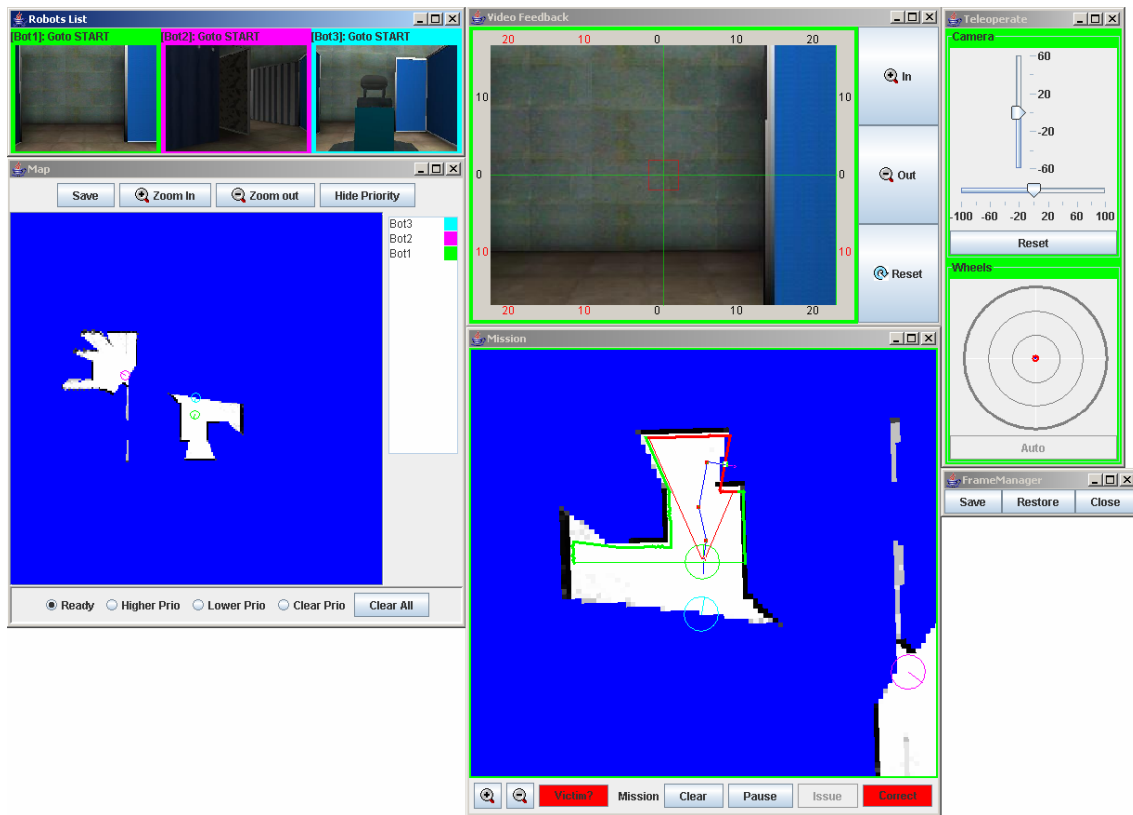 Robots List
[Bot1]: Goto START
[Bot2]: Goto START
[Bot3]: Goto START
Map
Save
Zoom In
Zoom out
Hide Priority
Bot3
Bot2
Bot1
Ready
Higher Prio
Lower Prio
Clear Prio
Clear All
Video Feedback
20 10 0 10 20
10 10
0 0
10 10
20 10 0 10 20
In
Out
Reset
Mission
Victim?
Mission
Clear
Pause
Issue
Correct
Teleoperate
Camera
60
20
-20
-60
-100 -60 -20 20 60 100
Reset
Wheels
Auto
FrameManager
Save
Restore
Close